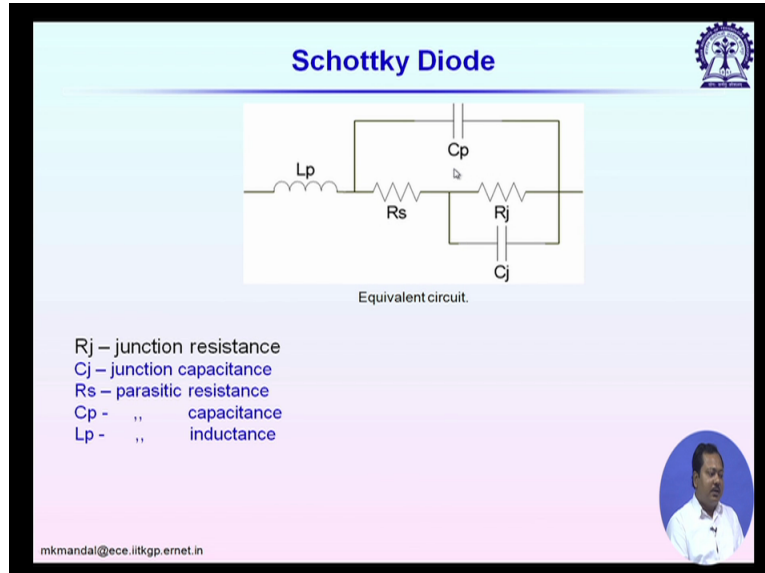 Schottky Diode
Cp
Lp
Rs
Rj
Cj
Equivalent circuit.
Rj – junction resistance
Cj – junction capacitance
Rs – parasitic resistance
Cp - ,, capacitance
Lp - ,, inductance
mkmandal@ece.iitkgp.ernet.in